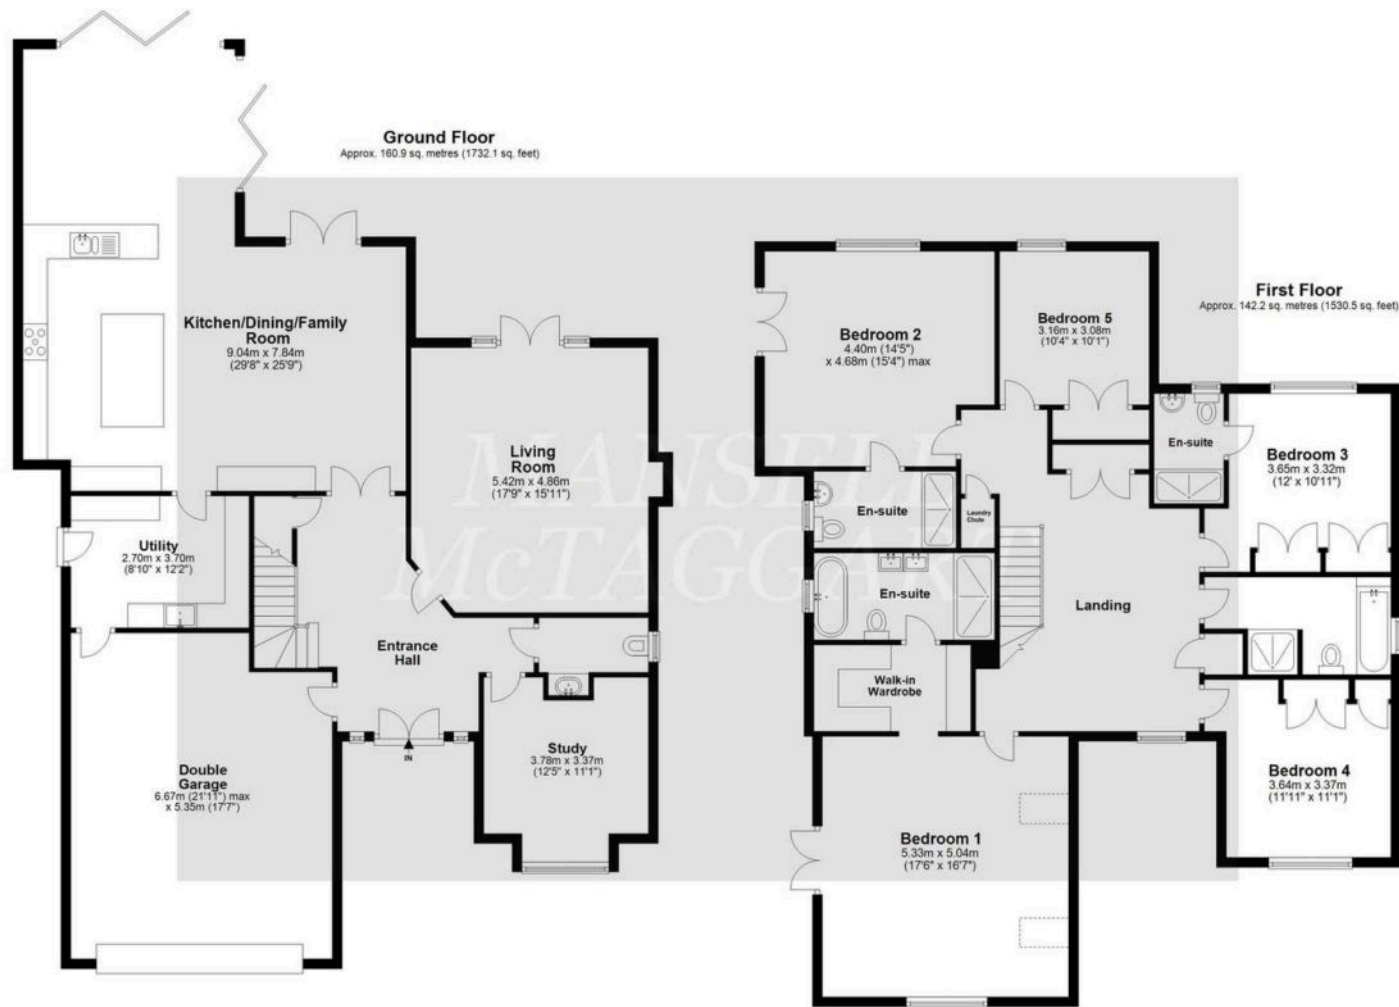 Ground Floor
Approx. 160.9 sq. metres (1732.1 sq. feet)
Kitchen/Dining/Family
Room
9.04m x 7.84m
(29'8" x 25'9")
Living
Room
5.42m x 4.86m
(17'9" x 15'11")
Utility
2.70m x 3.70m
(8'10" x 12'2")
Entrance
Hall
Study
3.78m x 3.37m
(12'5" x 11'1")
Double
Garage
6.67m (21'11") max
x 5.35m (17'7")
IN
First Floor
Approx. 142.2 sq. metres (1530.5 sq. feet)
Bedroom 2
4.40m (14'5")
x 4.68m (15'4") max
Bedroom 5
3.16m x 3.08m
(10'4" x 10'1")
En-suite
Bedroom 3
3.65m x 3.32m
(12' x 10'11")
En-suite
Laundry
Chute
En-suite
Landing
Walk-in
Wardrobe
Bedroom 1
5.33m x 5.04m
(17'6" x 16'7")
Bedroom 4
3.64m x 3.37m
(11'11" x 11'1")
MANSELL
McTAGGART